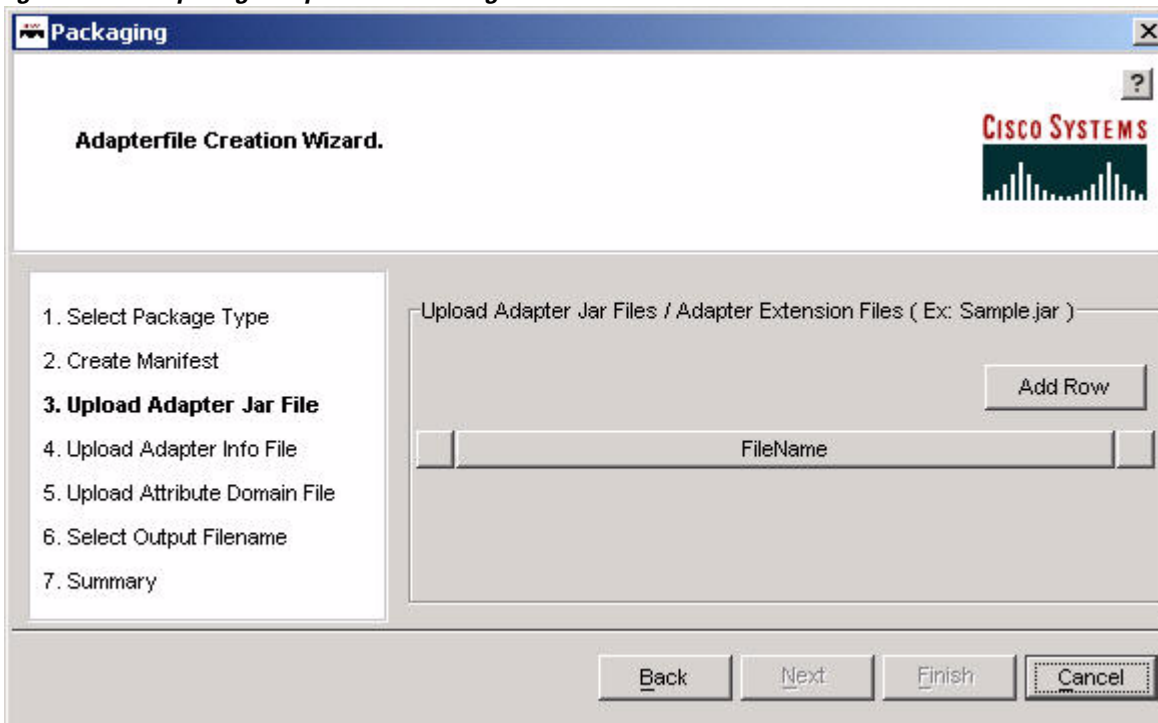 Packaging
?
Adapterfile Creation Wizard.
CISCO SYSTEMS
1. Select Package Type
2. Create Manifest
3. Upload Adapter Jar File
4. Upload Adapter Info File
5. Upload Attribute Domain File
6. Select Output Filename
7. Summary
Upload Adapter Jar Files / Adapter Extension Files ( Ex: Sample.jar )
Add Row
FileName
Back
Next
Finish
Cancel